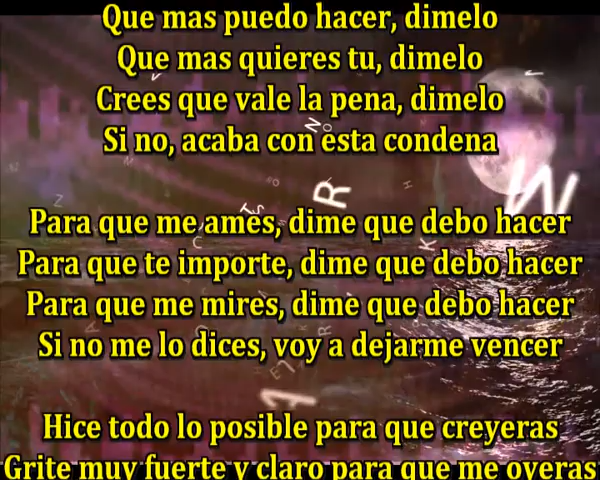 Que mas puedo hacer, dimelo
Que mas quieres tu, dimelo
Crees que vale la pena, dimelo
Si no, acaba con esta condena
Para que me ames, dime que debo hacer
Para que te importe, dime que debo hacer
Para que me mires, dime que debo hacer
Si no me lo dices, voy a dejarme vencer
Hice todo lo posible para que creyeras
Grite muy fuerte y claro para que me oyeras